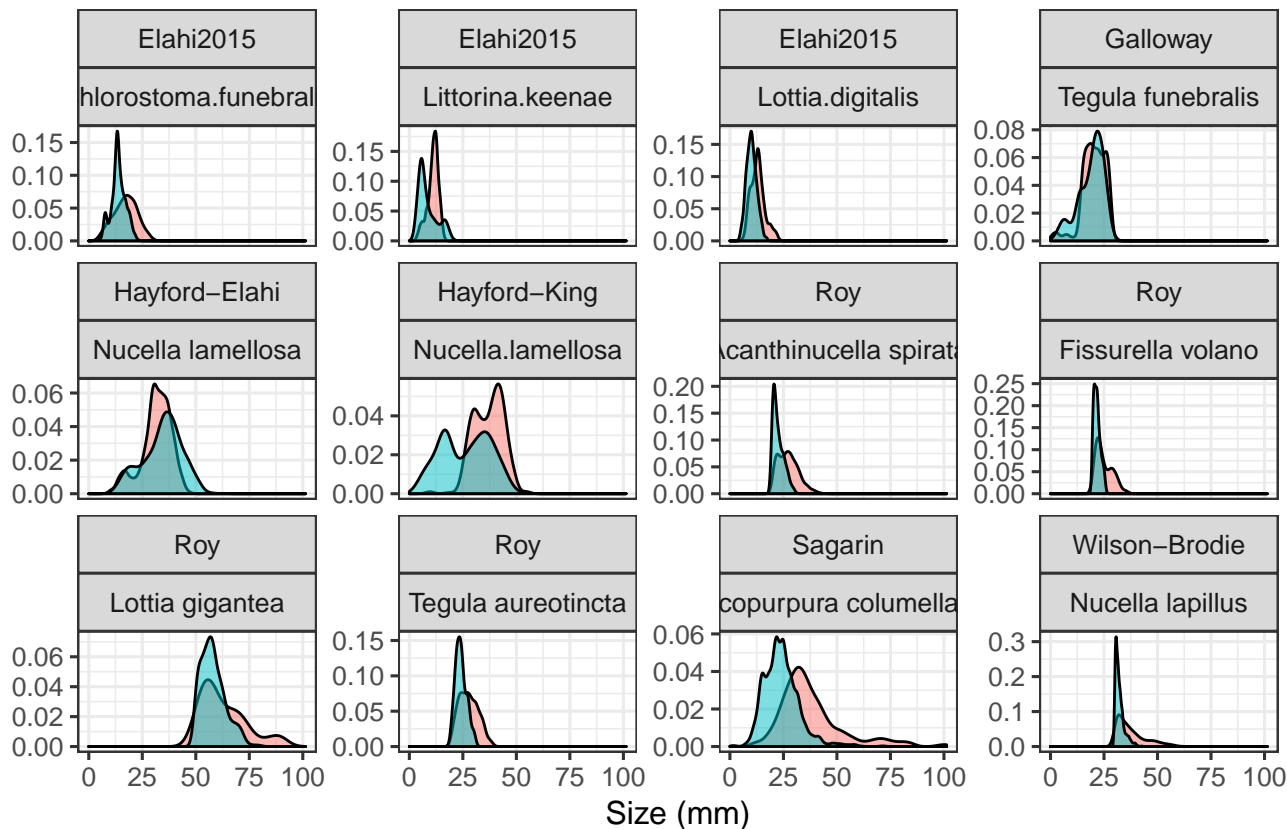 Elahi2015 Elahi2015 Elahi2015 Galloway
hlorostoma.funebral Littorina.keenae Lottia.digitalis Tegula funebralis
0.15 0.10 0.05 0.00
0.15 0.10 0.05 0.00
0.15 0.10 0.05 0.00
0.08 0.06 0.04 0.02 0.00
Hayford−Elahi Hayford−King Roy Roy
Nucella lamellosa Nucella.lamellosa Acanthinucella spirata Fissurella volano
0.06 0.04 0.02 0.00
0.04 0.02 0.00
0.20 0.15 0.10 0.05 0.00
0.25 0.20 0.15 0.10 0.05 0.00
Roy Roy Sagarin Wilson−Brodie
Lottia gigantea Tegula aureotincta copurpura columella Nucella lapillus
0.06 0.04 0.02 0.00
0.15 0.10 0.05 0.00
0.06 0.04 0.02 0.00
0.3 0.2 0.1 0.0
0 25 50 75 100 0 25 50 75 100 0 25 50 75 100 0 25 50 75 100
Size (mm)